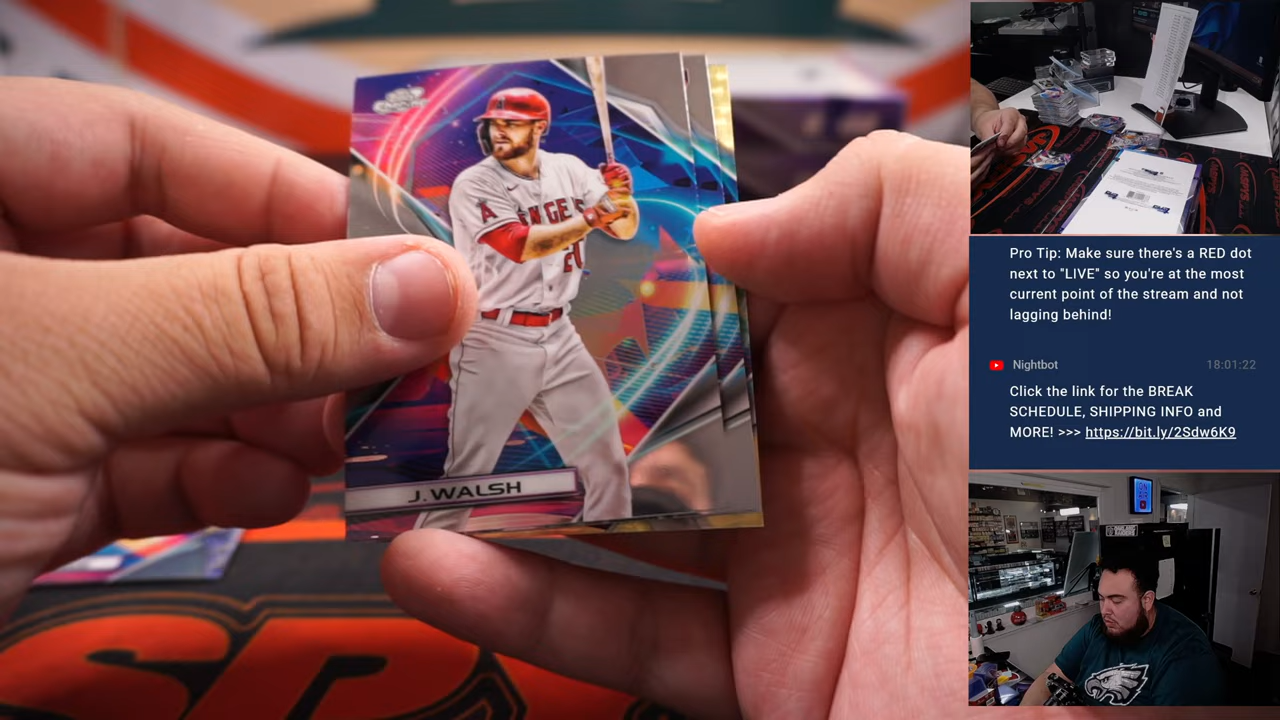 ANGELS
J. WALSH
Pro Tip: Make sure there's a RED dot
next to "LIVE" so you're at the most
current point of the stream and not
lagging behind!
Nightbot 18:01:22
Click the link for the BREAK
SCHEDULE, SHIPPING INFO and
MORE! >>> https://bit.ly/2Sdw6K9